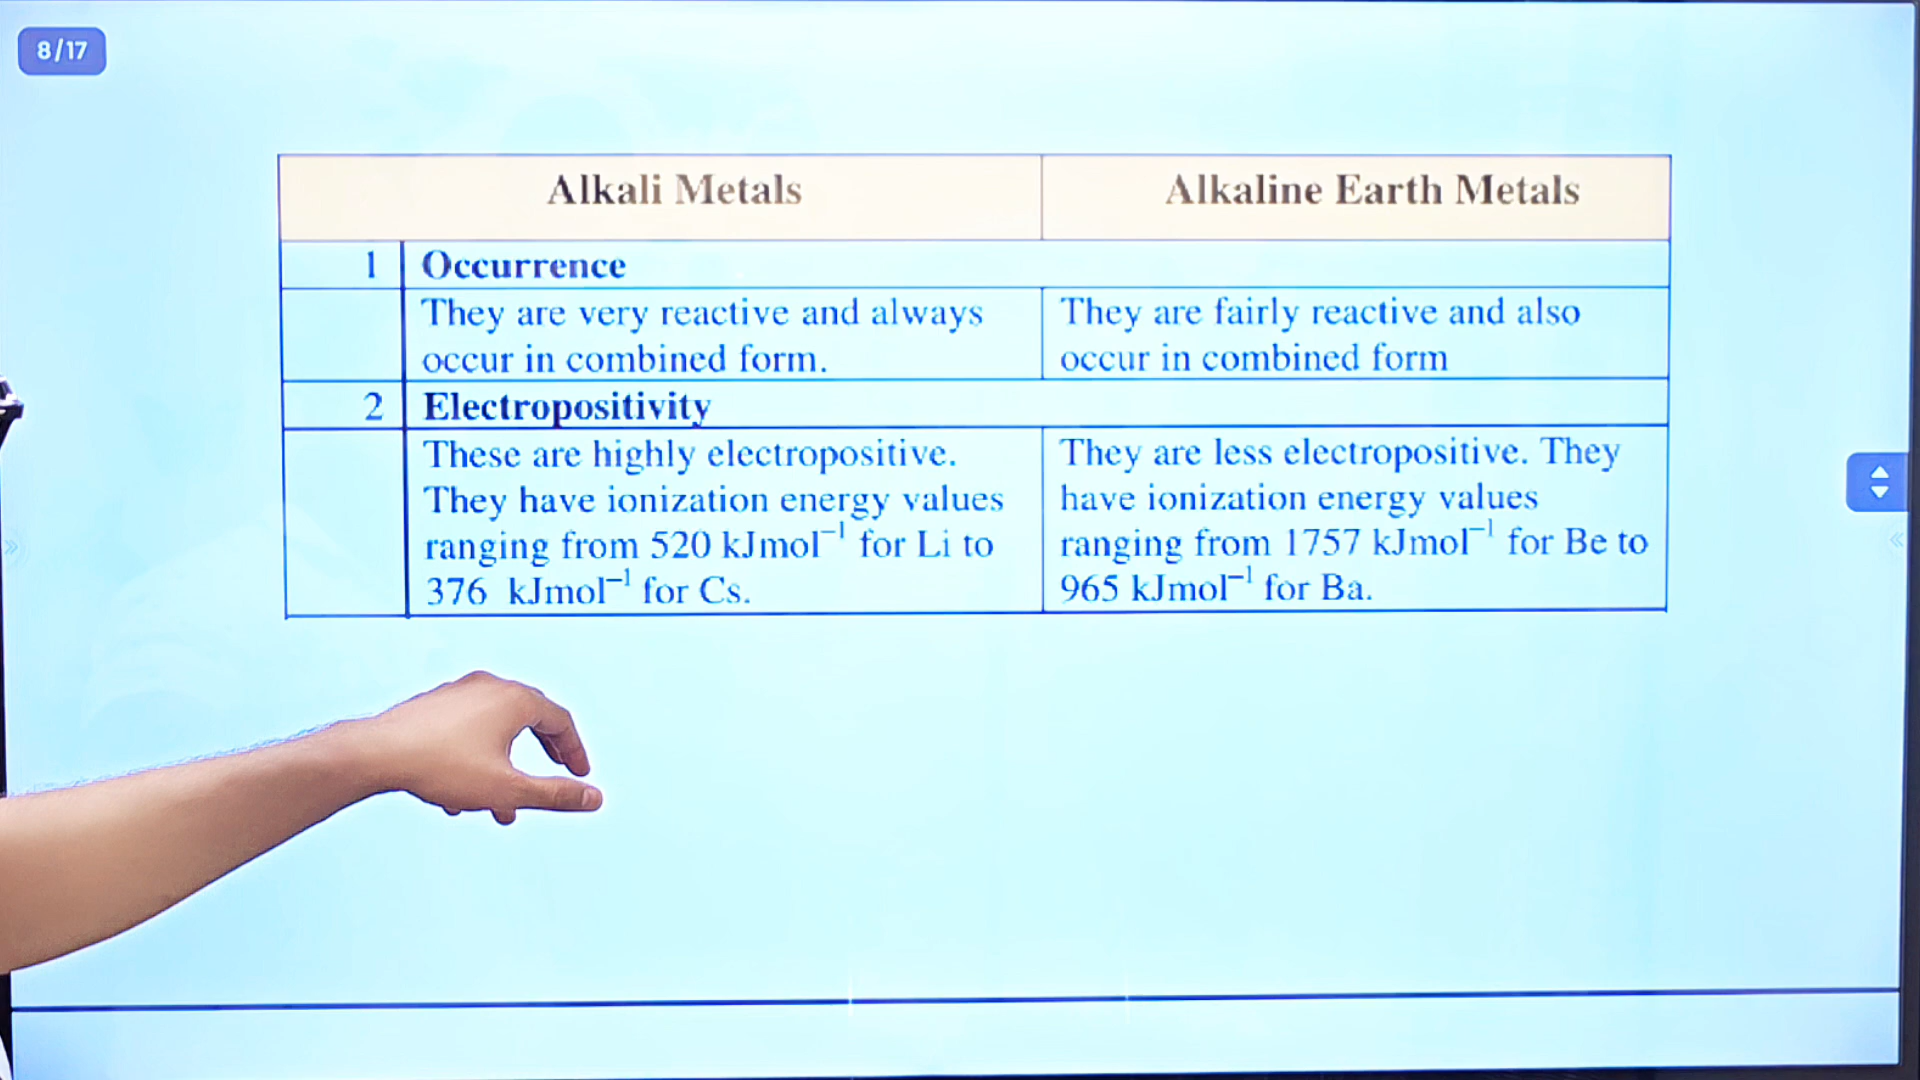 8/17
Alkali Metals
Alkaline Earth Metals
1 Occurrence
They are very reactive and always
occur in combined form.
They are fairly reactive and also
occur in combined form
2 Electropositivity
These are highly electropositive.
They have ionization energy values
ranging from 520 kJmol⁻¹ for Li to
376 kJmol⁻¹ for Cs.
They are less electropositive. They
have ionization energy values
ranging from 1757 kJmol⁻¹ for Be to
965 kJmol⁻¹ for Ba.